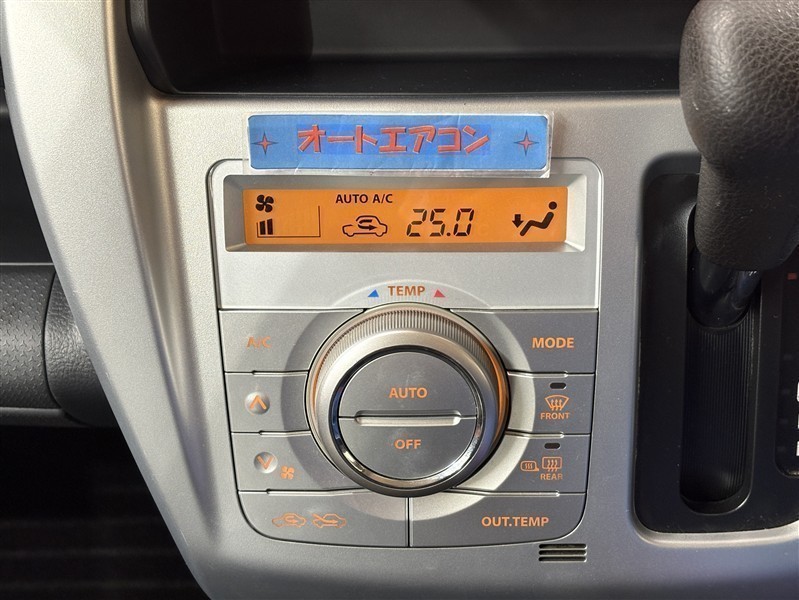 オートエアコン
AUTO A/C
25.0
TEMP
A/C
MODE
AUTO
FRONT
OFF
REAR
OUT.TEMP